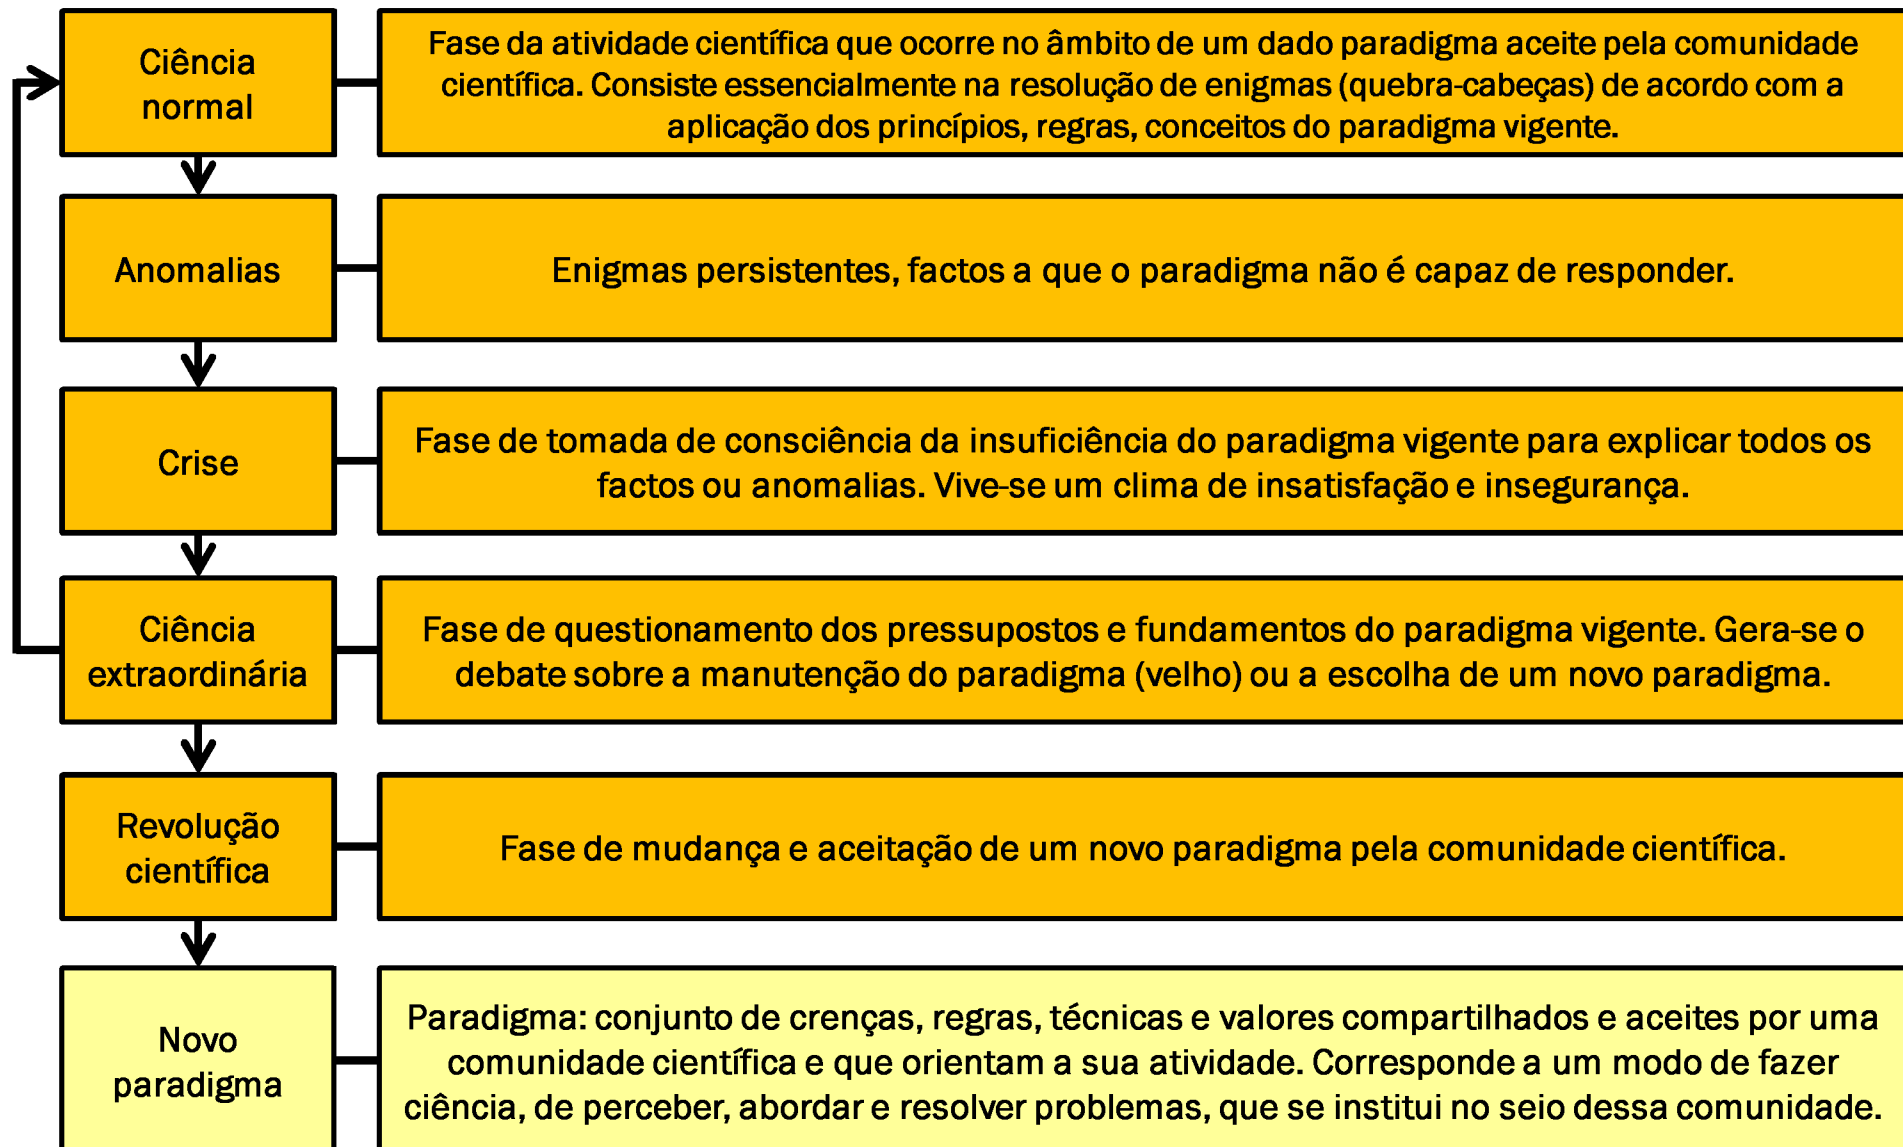 Ciência
normal
Fase da atividade científica que ocorre no âmbito de um dado paradigma aceite pela comunidade
científica. Consiste essencialmente na resolução de enigmas (quebra-cabeças) de acordo com a
aplicação dos princípios, regras, conceitos do paradigma vigente.
Anomalias
Enigmas persistentes, factos a que o paradigma não é capaz de responder.
Crise
Fase de tomada de consciência da insuficiência do paradigma vigente para explicar todos os
factos ou anomalias. Vive-se um clima de insatisfação e insegurança.
Ciência
extraordinária
Fase de questionamento dos pressupostos e fundamentos do paradigma vigente. Gera-se o
debate sobre a manutenção do paradigma (velho) ou a escolha de um novo paradigma.
Revolução
científica
Fase de mudança e aceitação de um novo paradigma pela comunidade científica.
Novo
paradigma
Paradigma: conjunto de crenças, regras, técnicas e valores compartilhados e aceites por uma
comunidade científica e que orientam a sua atividade. Corresponde a um modo de fazer
ciência, de perceber, abordar e resolver problemas, que se institui no seio dessa comunidade.